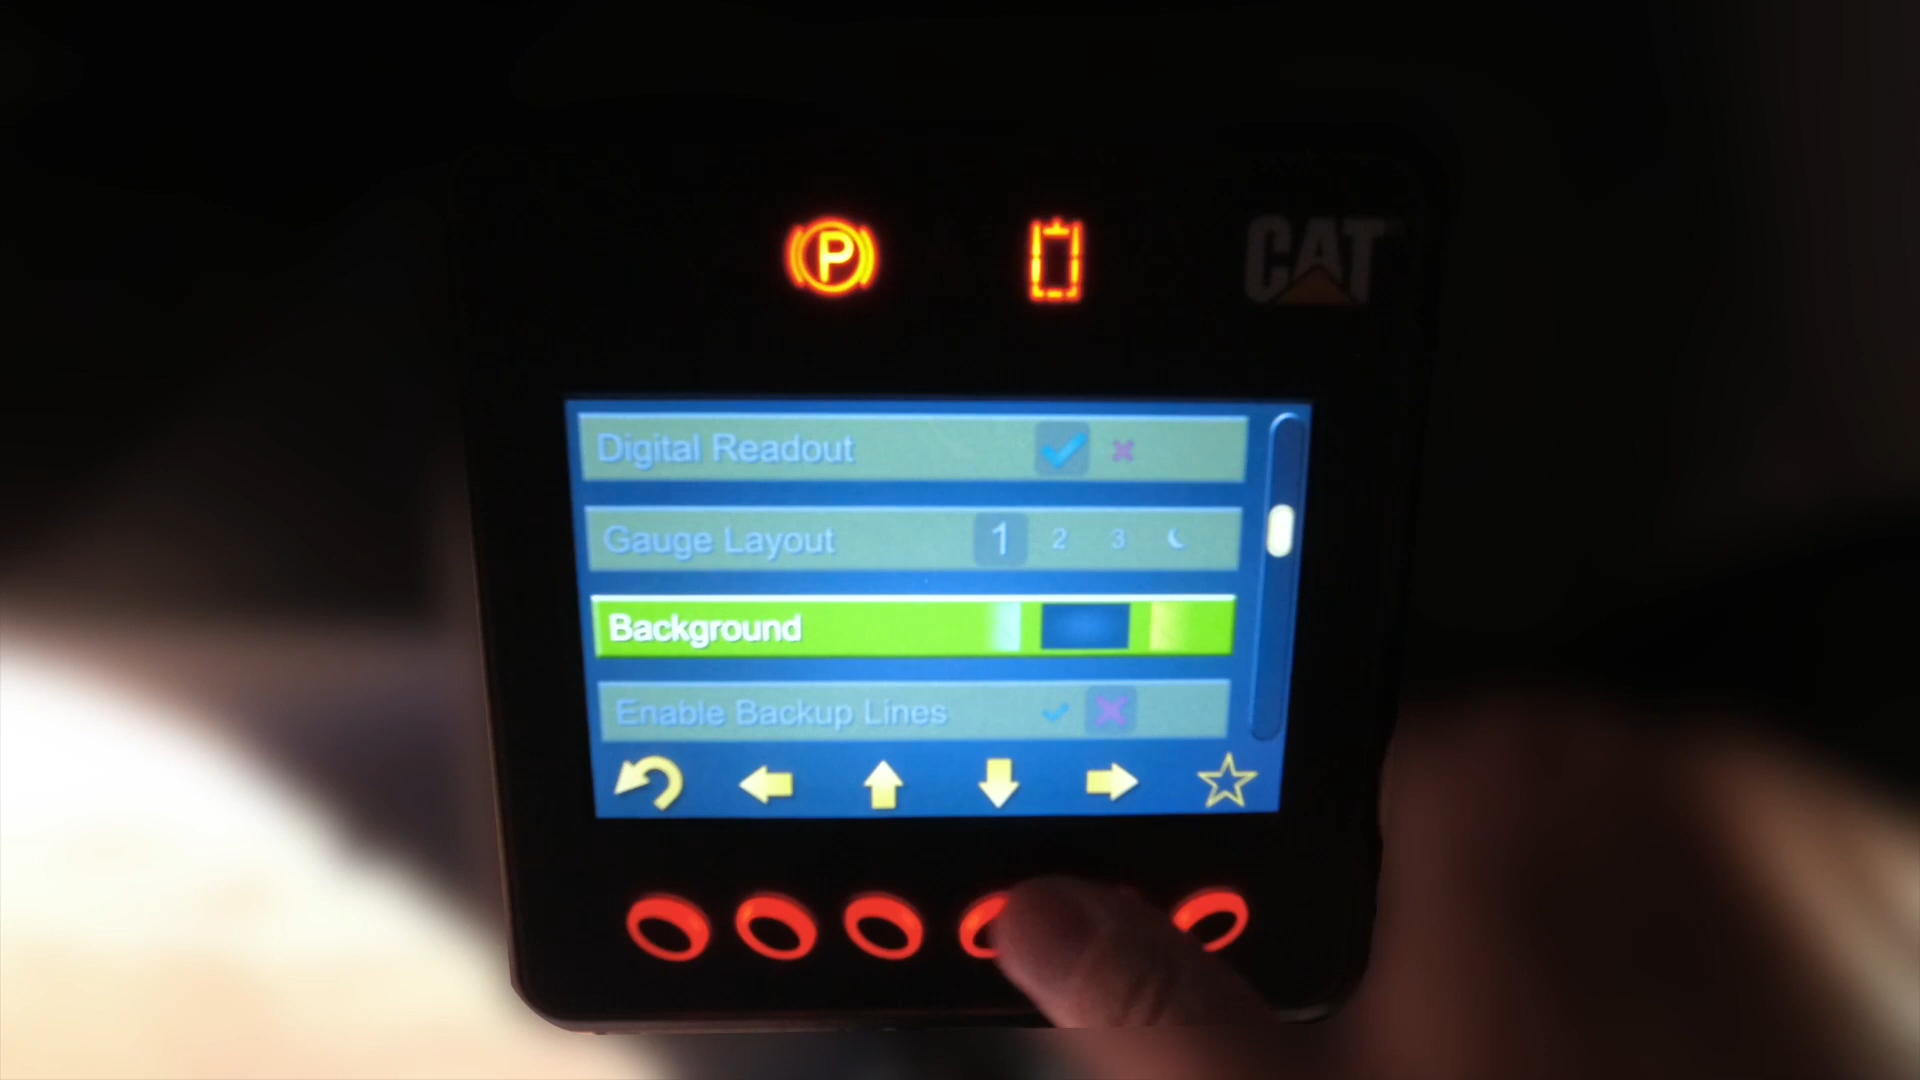 P
CAT
Digital Readout
Gauge Layout 1 2 3
Background
Enable Backup Lines